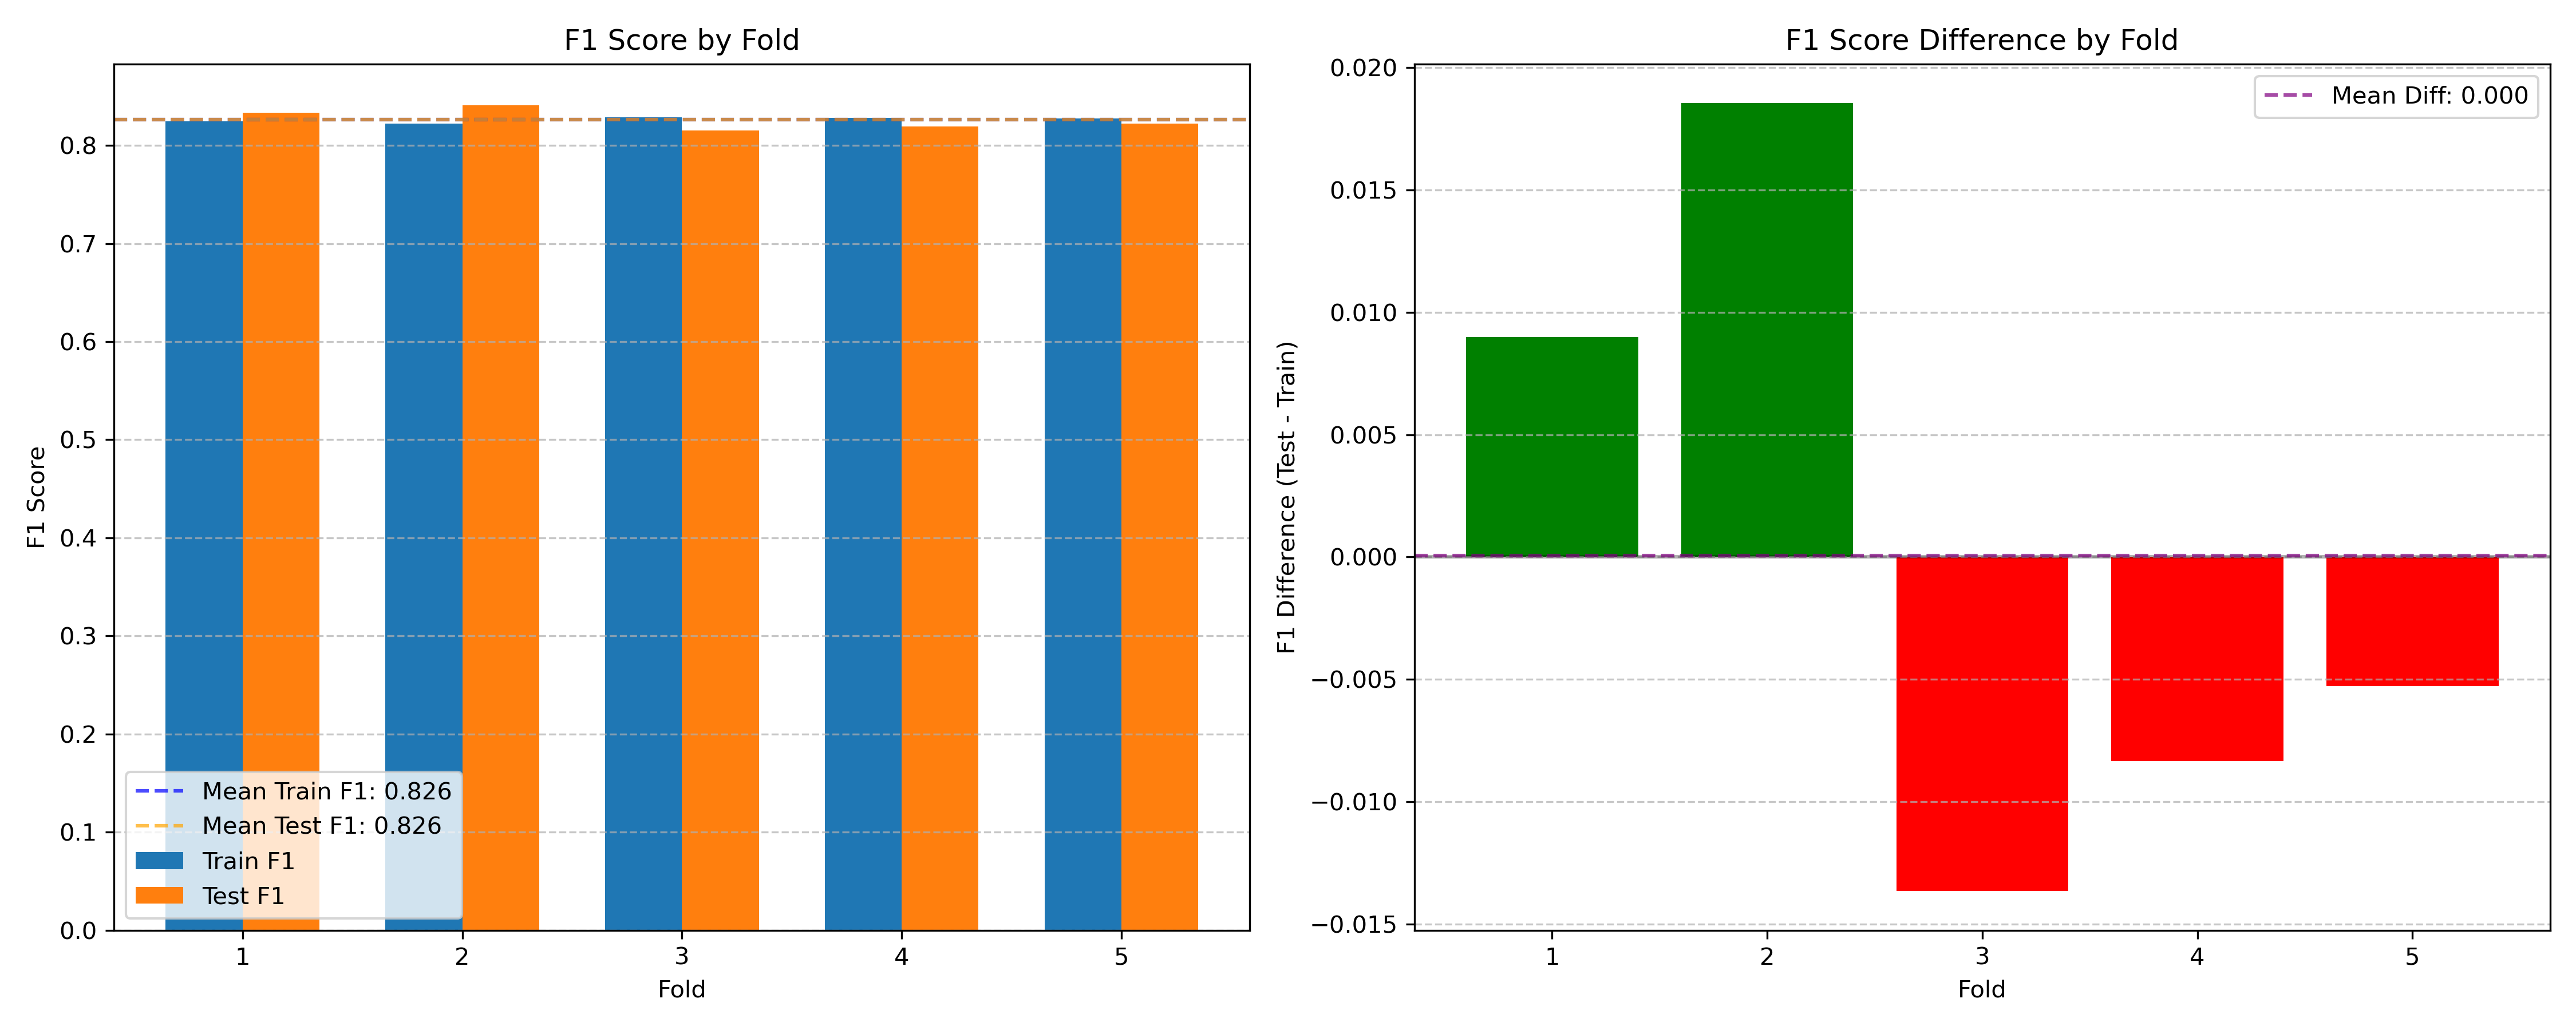 F1 Score by Fold
F1 Score
0.8
0.7
0.6
0.5
0.4
0.3
0.2
0.1
0.0
Mean Train F1: 0.826
Mean Test F1: 0.826
Train F1
Test F1
1 2 3 4 5
Fold
F1 Score Difference by Fold
F1 Difference (Test - Train)
0.020
0.015
0.010
0.005
0.000
−0.005
−0.010
−0.015
Mean Diff: 0.000
1 2 3 4 5
Fold